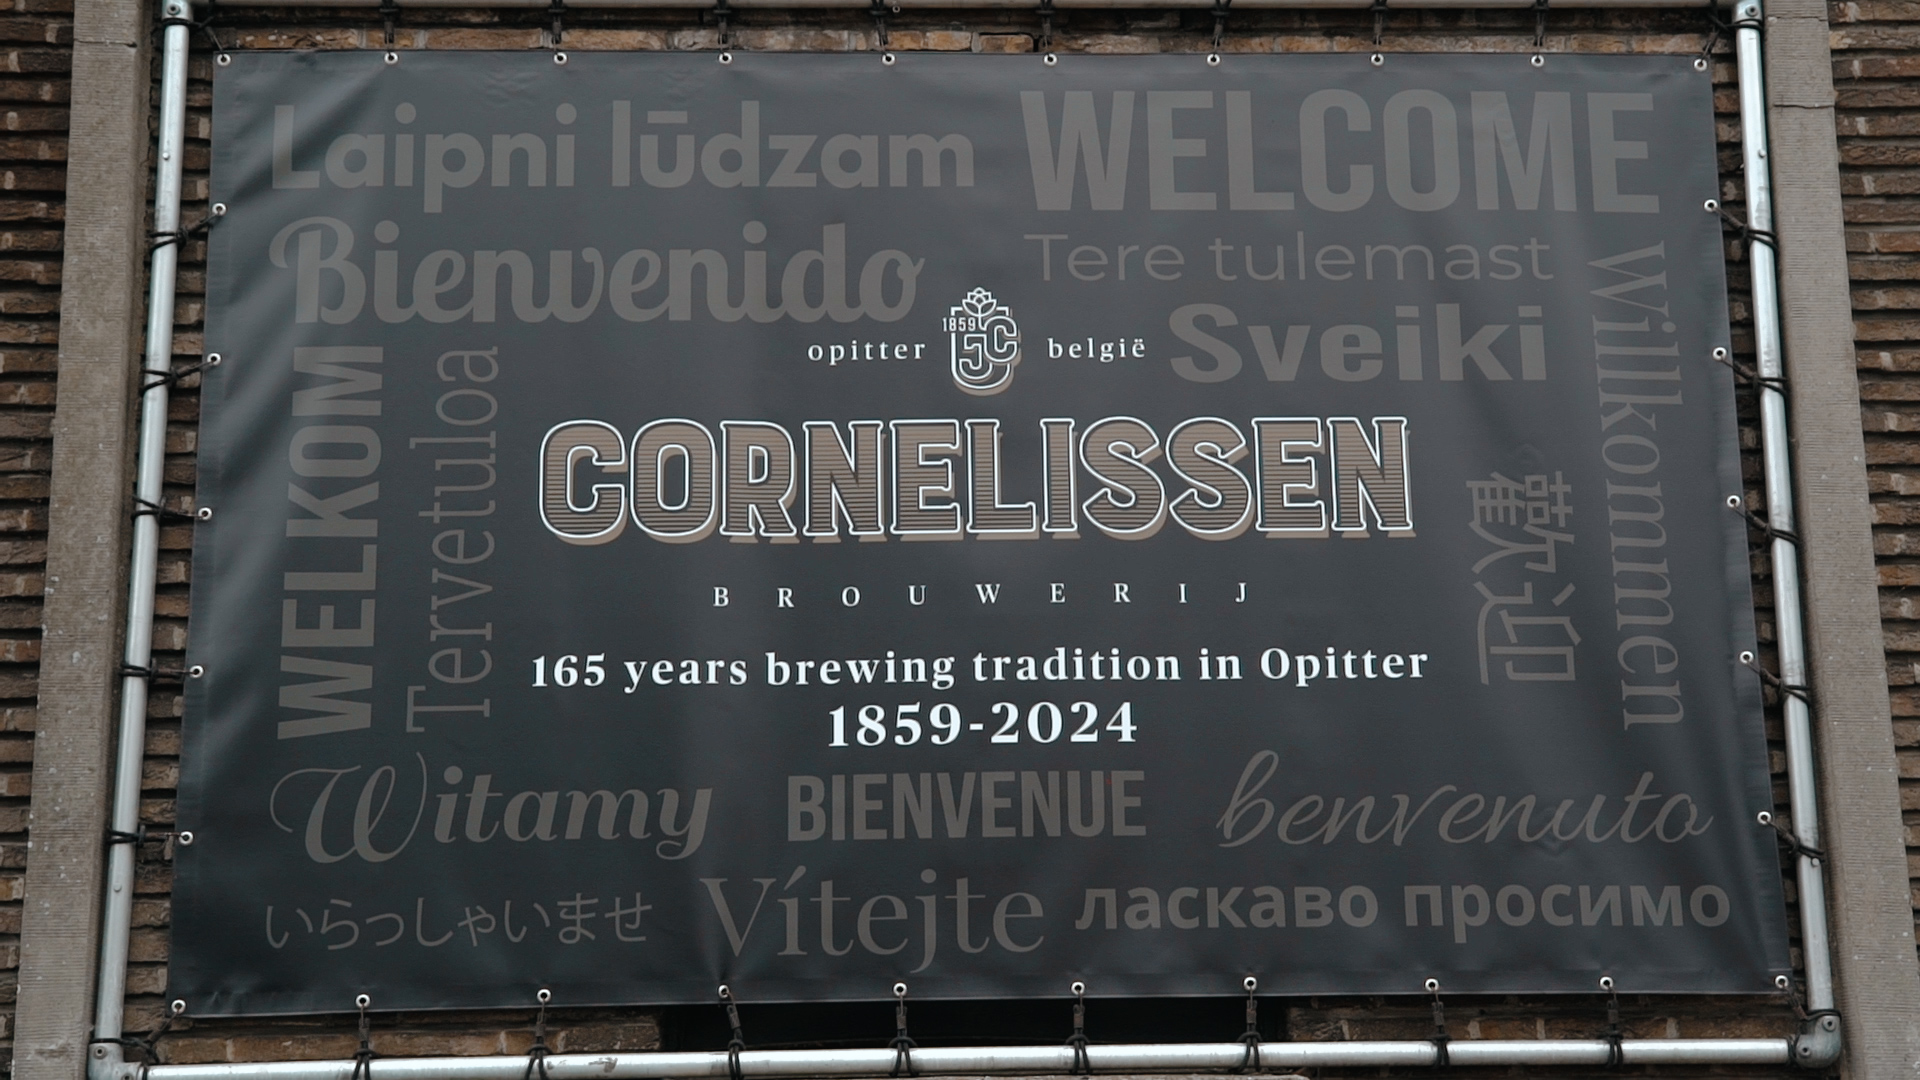 Laipni lūdzam
WELCOME
Bienvenido
Tere tulemast
Sveiki
Willkommen
WELKOM
Tervetuloa
1859
JC
opitter
belgië
CORNELISSEN
BROUWERIJ
歡迎
165 years brewing tradition in Opitter
1859-2024
Witamy
BIENVENUE
benvenuto
いらっしゃいませ
Vítejte
ласкаво просимо